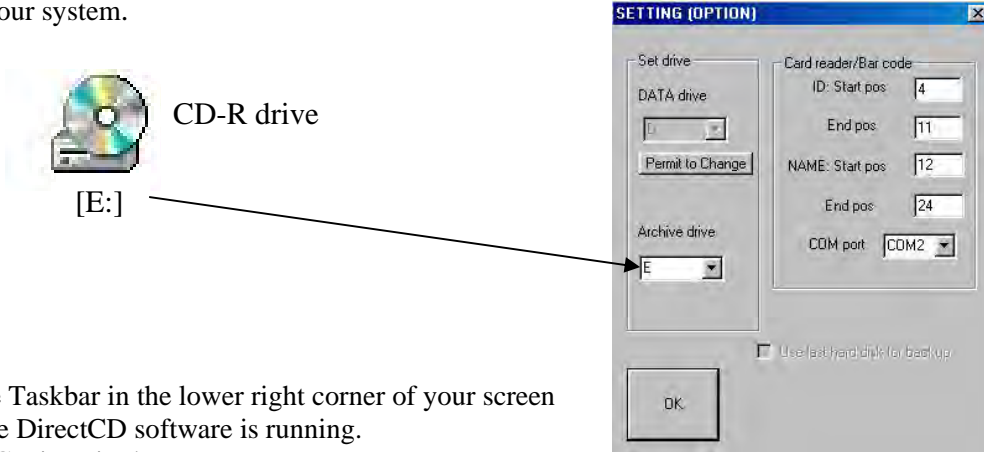 our system.
CD-R drive
[E:]
SETTING (OPTION)
Set drive
DATA drive
Permit to Change
Archive drive
E
Card reader/Bar code
ID: Start pos 4
End pos 11
NAME: Start pos 12
End pos 24
COM port COM2
Use last hard disk for backup
OK
Taskbar in the lower right corner of your screen
DirectCD software is running.